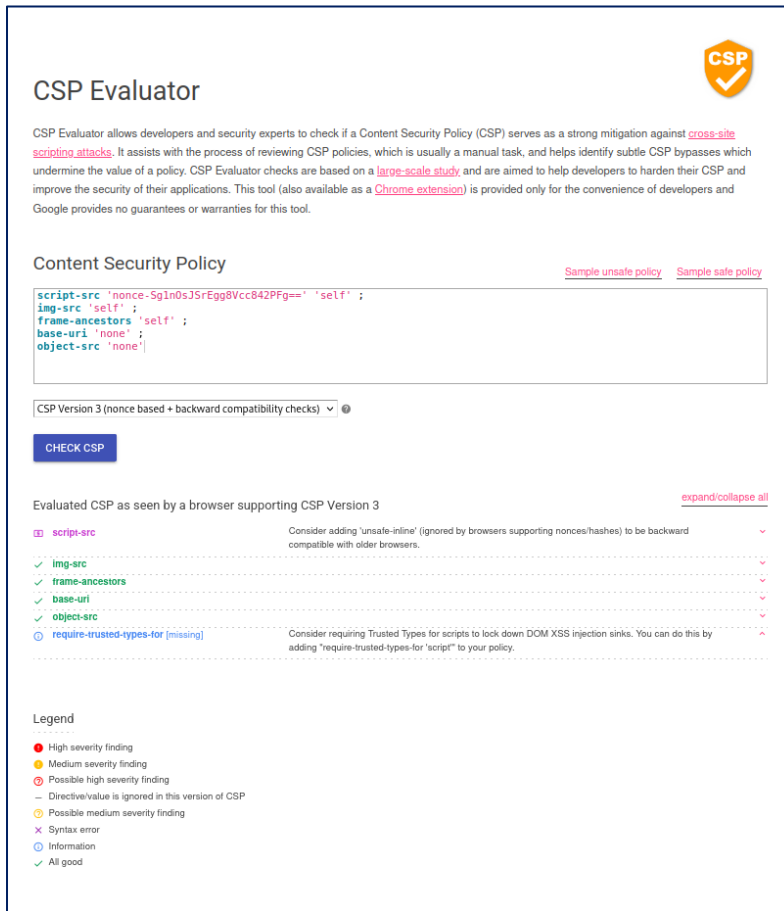 CSP
CSP Evaluator
CSP Evaluator allows developers and security experts to check if a Content Security Policy (CSP) serves as a strong mitigation against cross-site
scripting attacks. It assists with the process of reviewing CSP policies, which is usually a manual task, and helps identify subtle CSP bypasses which
undermine the value of a policy. CSP Evaluator checks are based on a large-scale study and are aimed to help developers to harden their CSP and
improve the security of their applications. This tool (also available as a Chrome extension) is provided only for the convenience of developers and
Google provides no guarantees or warranties for this tool.
Content Security Policy
Sample unsafe policy Sample safe policy
script-src 'nonce-Sg1nOsJSrEgg8Vcc842PFg==' 'self' ;
img-src 'self' ;
frame-ancestors 'self' ;
base-uri 'none' ;
object-src 'none'
CSP Version 3 (nonce based + backward compatibility checks)
CHECK CSP
Evaluated CSP as seen by a browser supporting CSP Version 3
expand/collapse all
script-src Consider adding 'unsafe-inline' (ignored by browsers supporting nonces/hashes) to be backward
compatible with older browsers.
img-src
frame-ancestors
base-uri
object-src
require-trusted-types-for [missing] Consider requiring Trusted Types for scripts to lock down DOM XSS injection sinks. You can do this by
adding "require-trusted-types-for 'script'" to your policy.
Legend
High severity finding
Medium severity finding
Possible high severity finding
Directive/value is ignored in this version of CSP
Possible medium severity finding
Syntax error
Information
All good